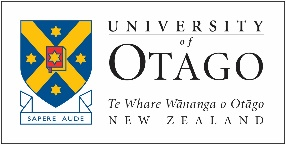 UNIVERSITY
of
OTAGO
Te Whare Wānanga o Otāgo
NEW ZEALAND
SAPERE AUDE